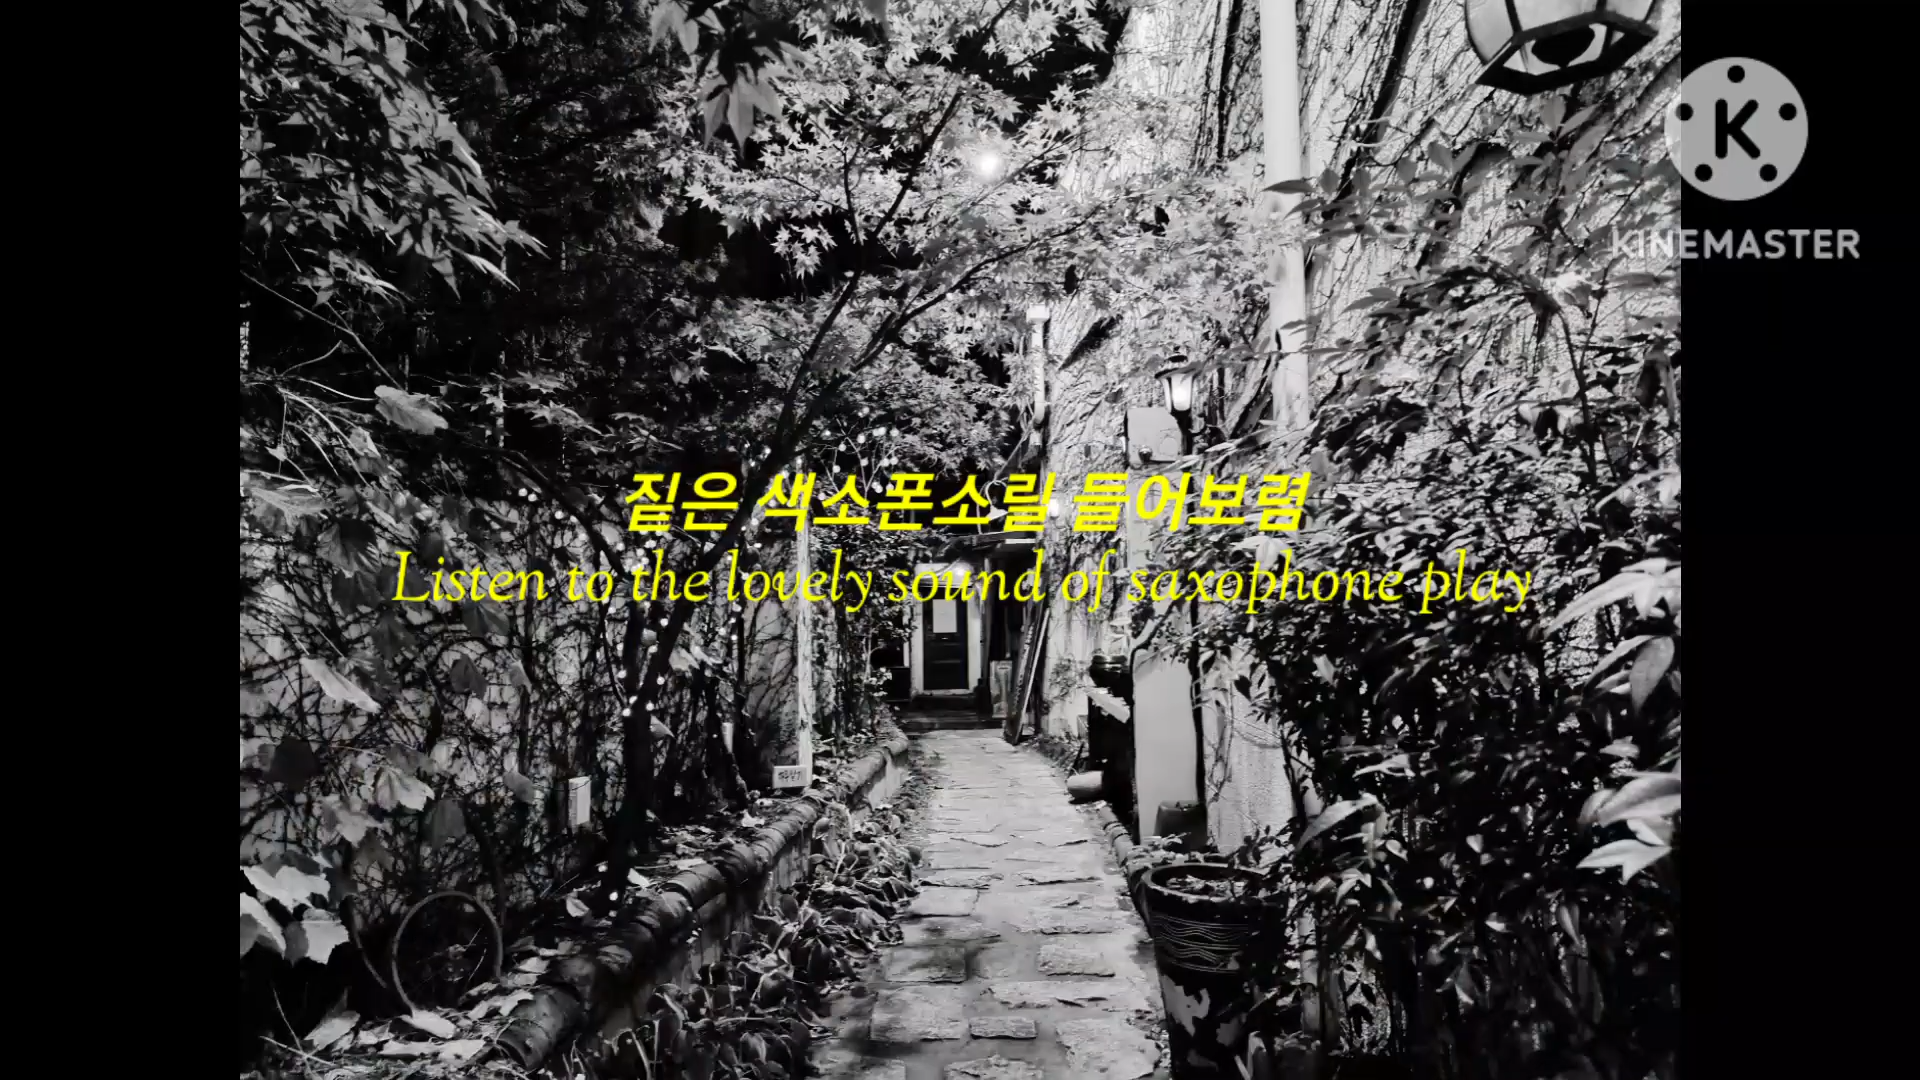 K
KINEMASTER
짙은 색소폰소릴 들어보렴
Listen to the lovely sound of saxophone play